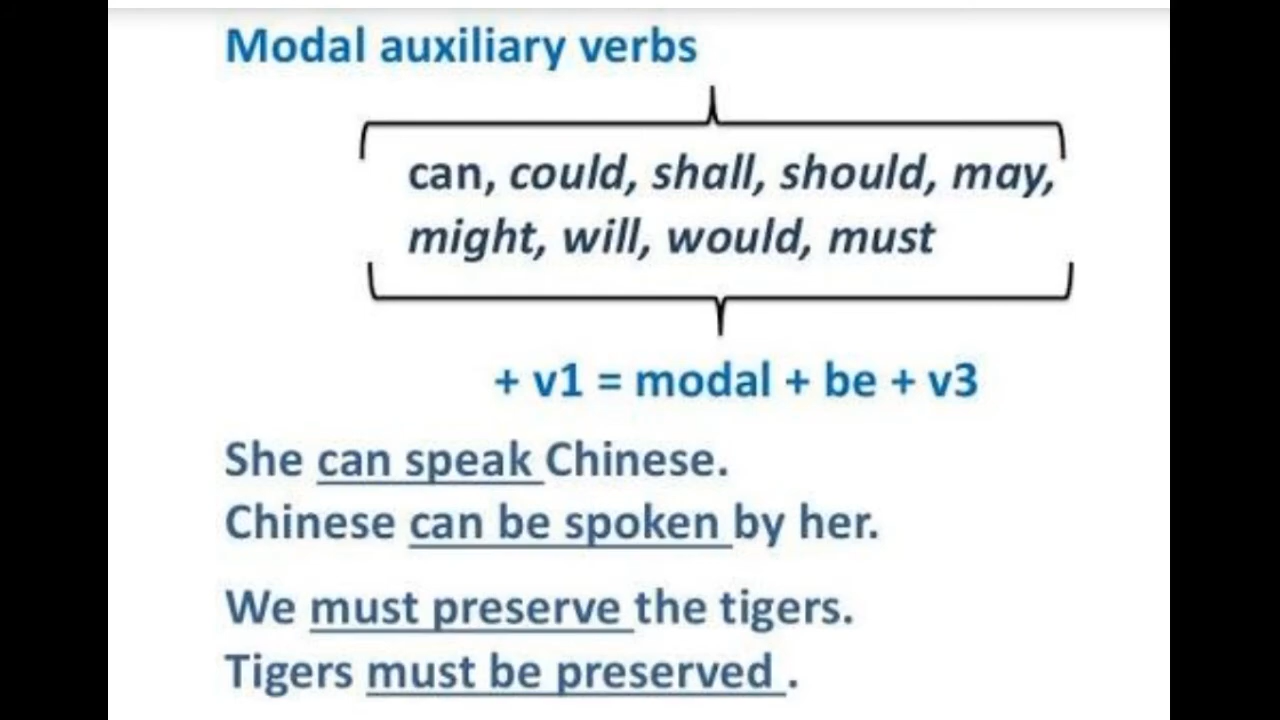 Modal auxiliary verbs
can, could, shall, should, may,
might, will, would, must
+ v1 = modal + be + v3
She can speak Chinese.
Chinese can be spoken by her.
We must preserve the tigers.
Tigers must be preserved .